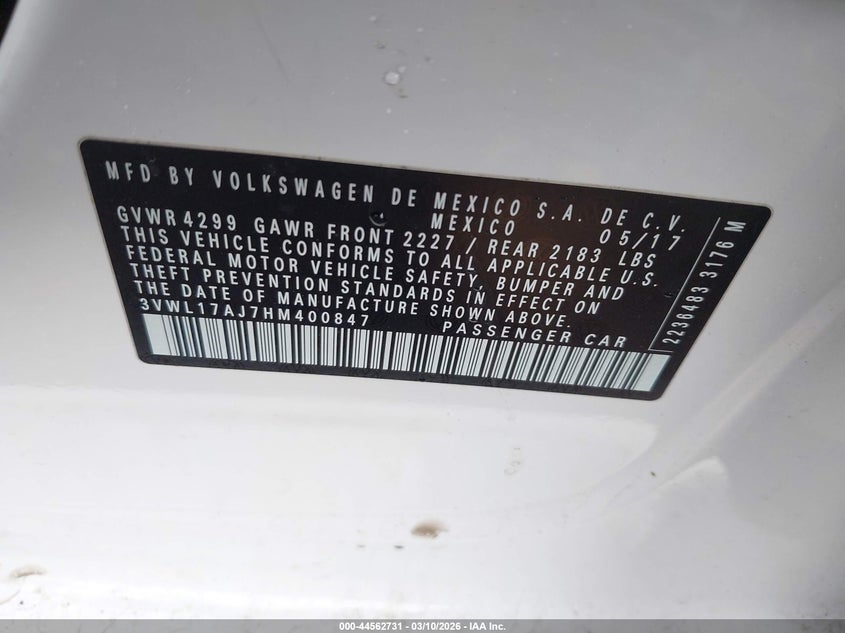 MFD BY VOLKSWAGEN DE MEXICO S.A. DE C.V.
MEXICO 05/17
GVWR 4299 GAWR FRONT 2227 / REAR 2183 LBS
THIS VEHICLE CONFORMS TO ALL APPLICABLE U.S.
FEDERAL MOTOR VEHICLE SAFETY, BUMPER AND
THEFT PREVENTION STANDARDS IN EFFECT ON
THE DATE OF MANUFACTURE SHOWN ABOVE.
3VWL17AJ7HM400847 PASSENGER CAR
2236483 3176 M
000-44562731 - 03/10/2026 - IAA Inc.